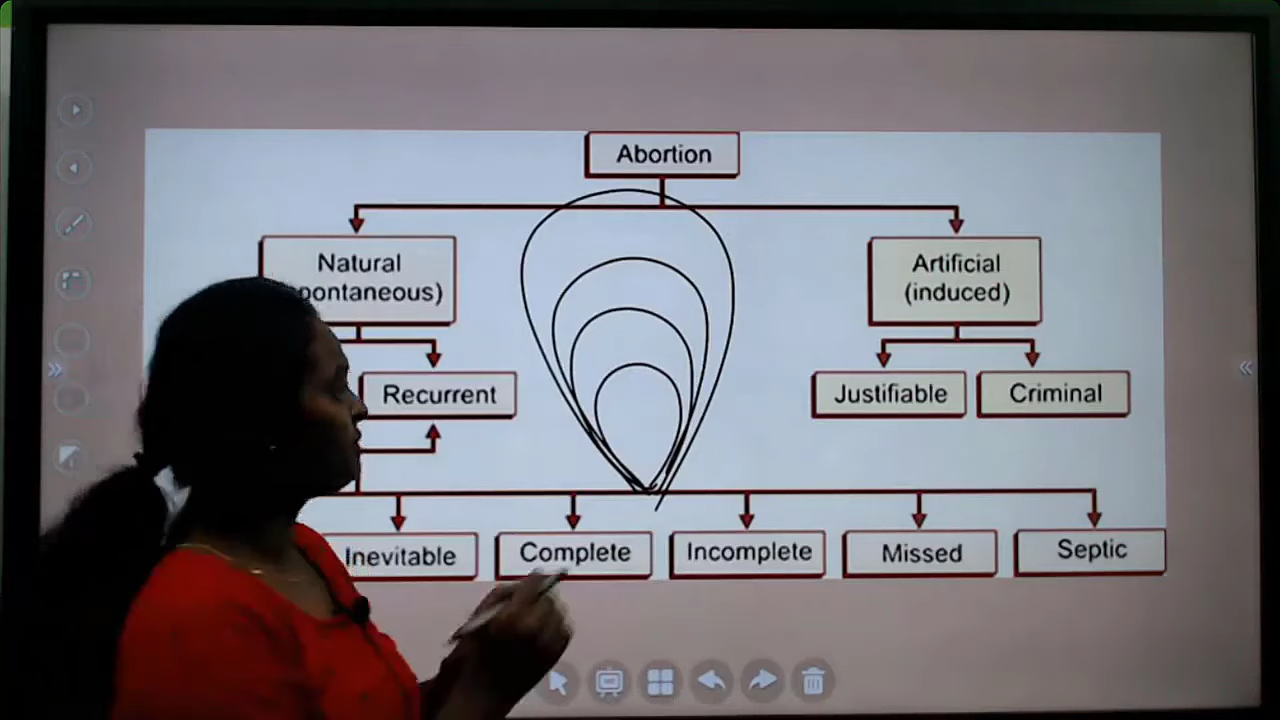 Abortion
Natural
pontaneous)
Artificial
(induced)
Recurrent
Justifiable
Criminal
Inevitable
Complete
Incomplete
Missed
Septic